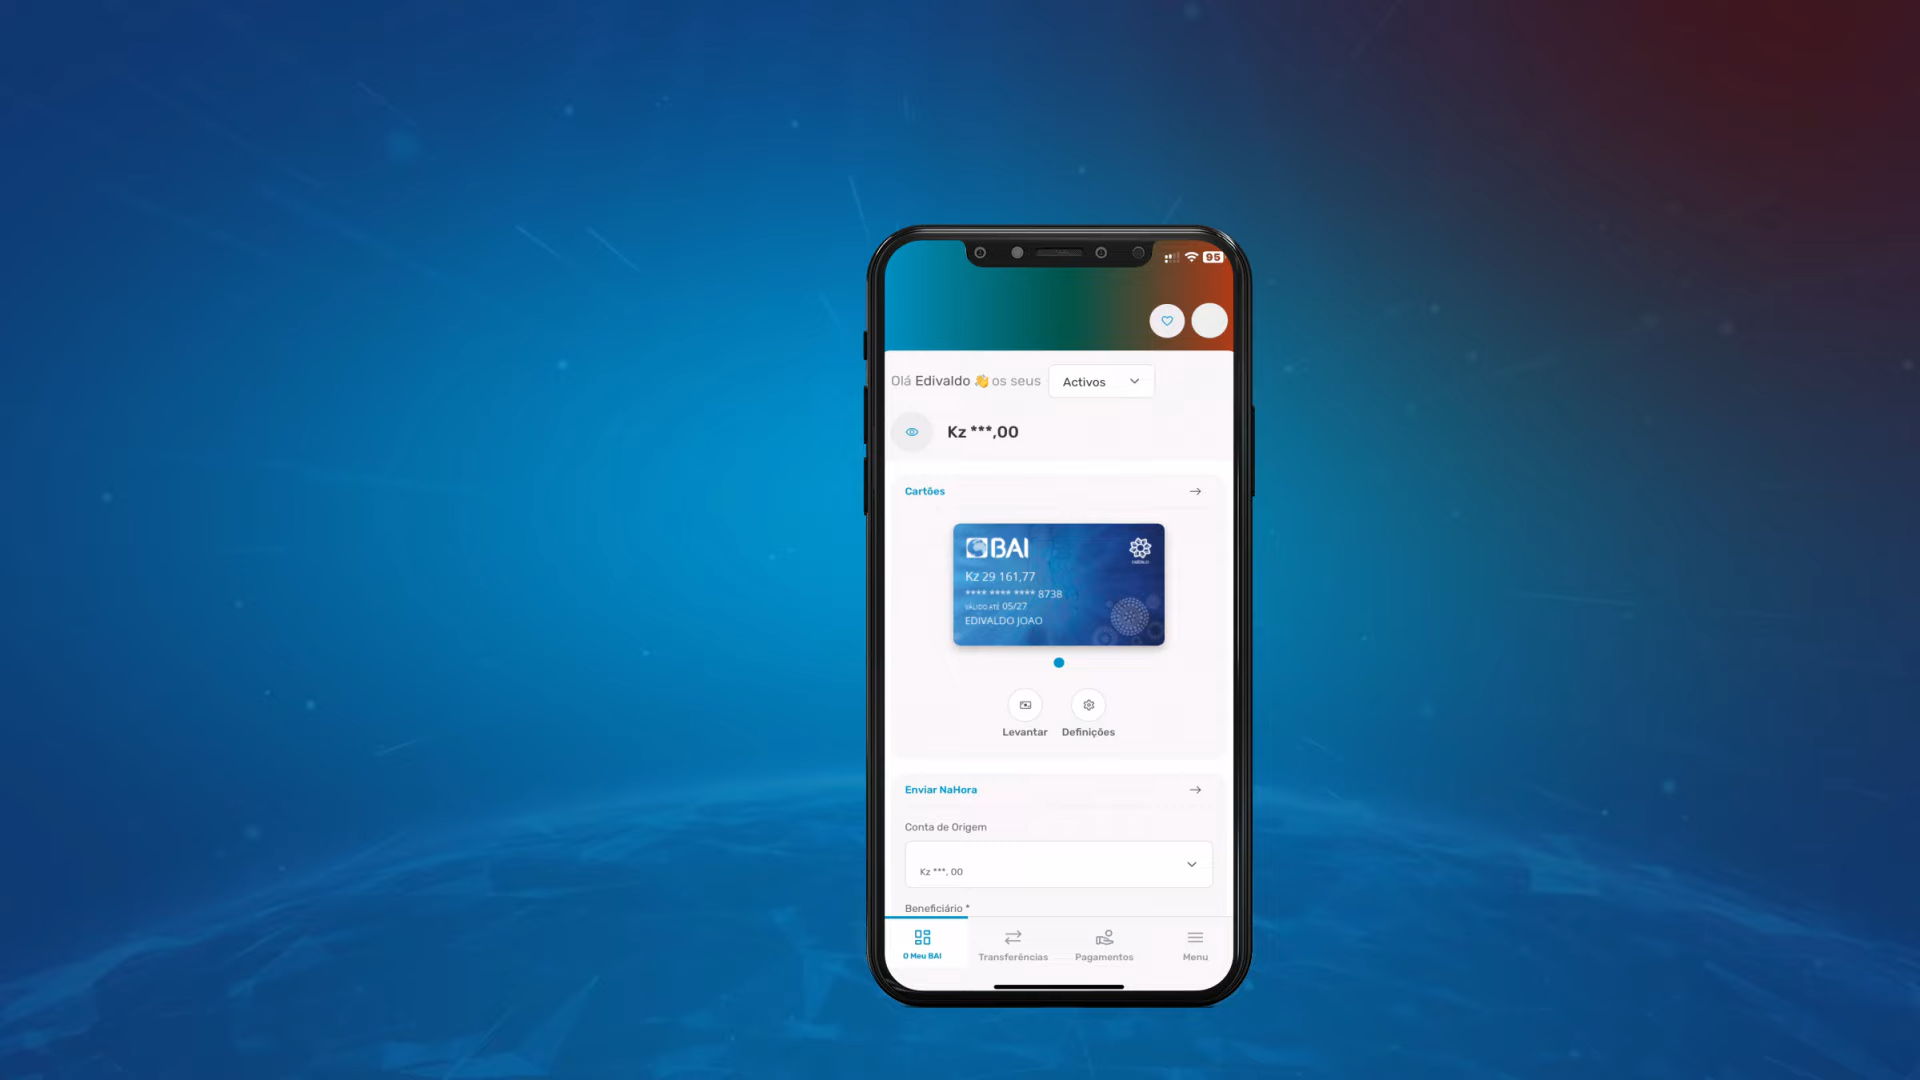 95
Olá Edivaldo 👋 os seus
Activos
Kz ***,00
Cartões
BAI
Kz 29 161,77
**** **** **** 8738
VÁLIDO ATÉ 05/27
EDIVALDO JOAO
Levantar
Definições
Enviar NaHora
Conta de Origem
Kz ***, 00
Beneficiário *
O Meu BAI
Transferências
Pagamentos
Menu